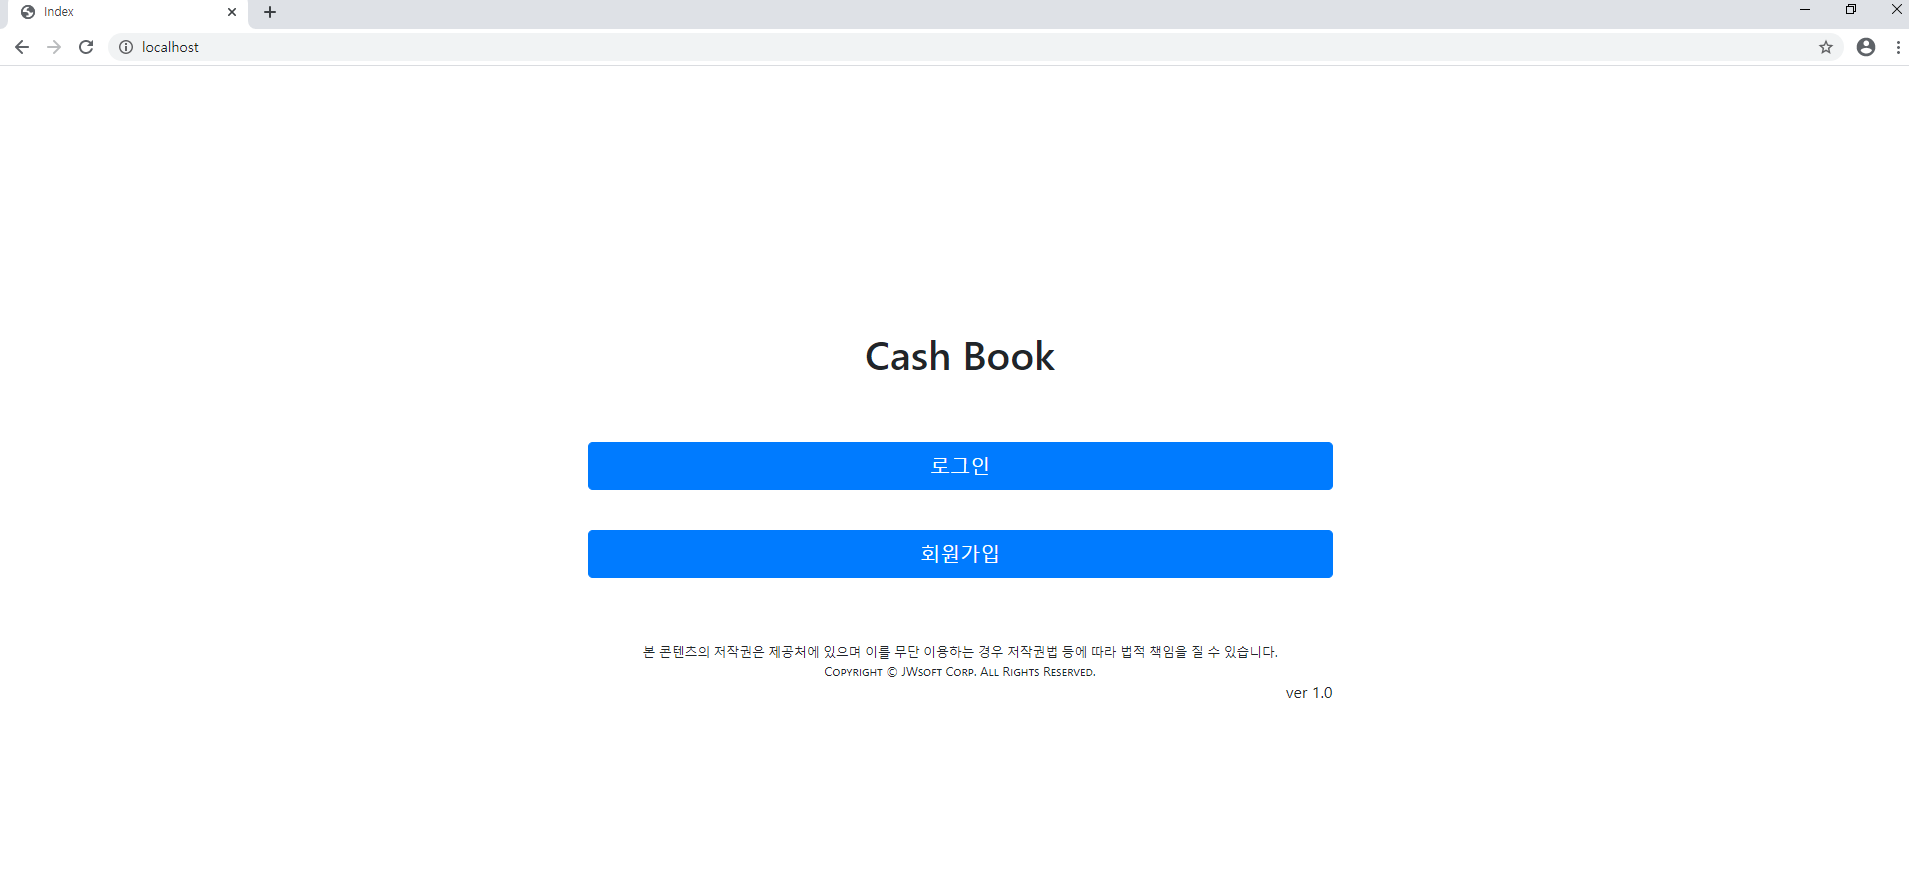 Index
localhost
Cash Book
로그인
회원가입
본 콘텐츠의 저작권은 제공처에 있으며 이를 무단 이용하는 경우 저작권법 등에 따라 법적 책임을 질 수 있습니다.
Copyright © JWsoft Corp. All Rights Reserved.
ver 1.0